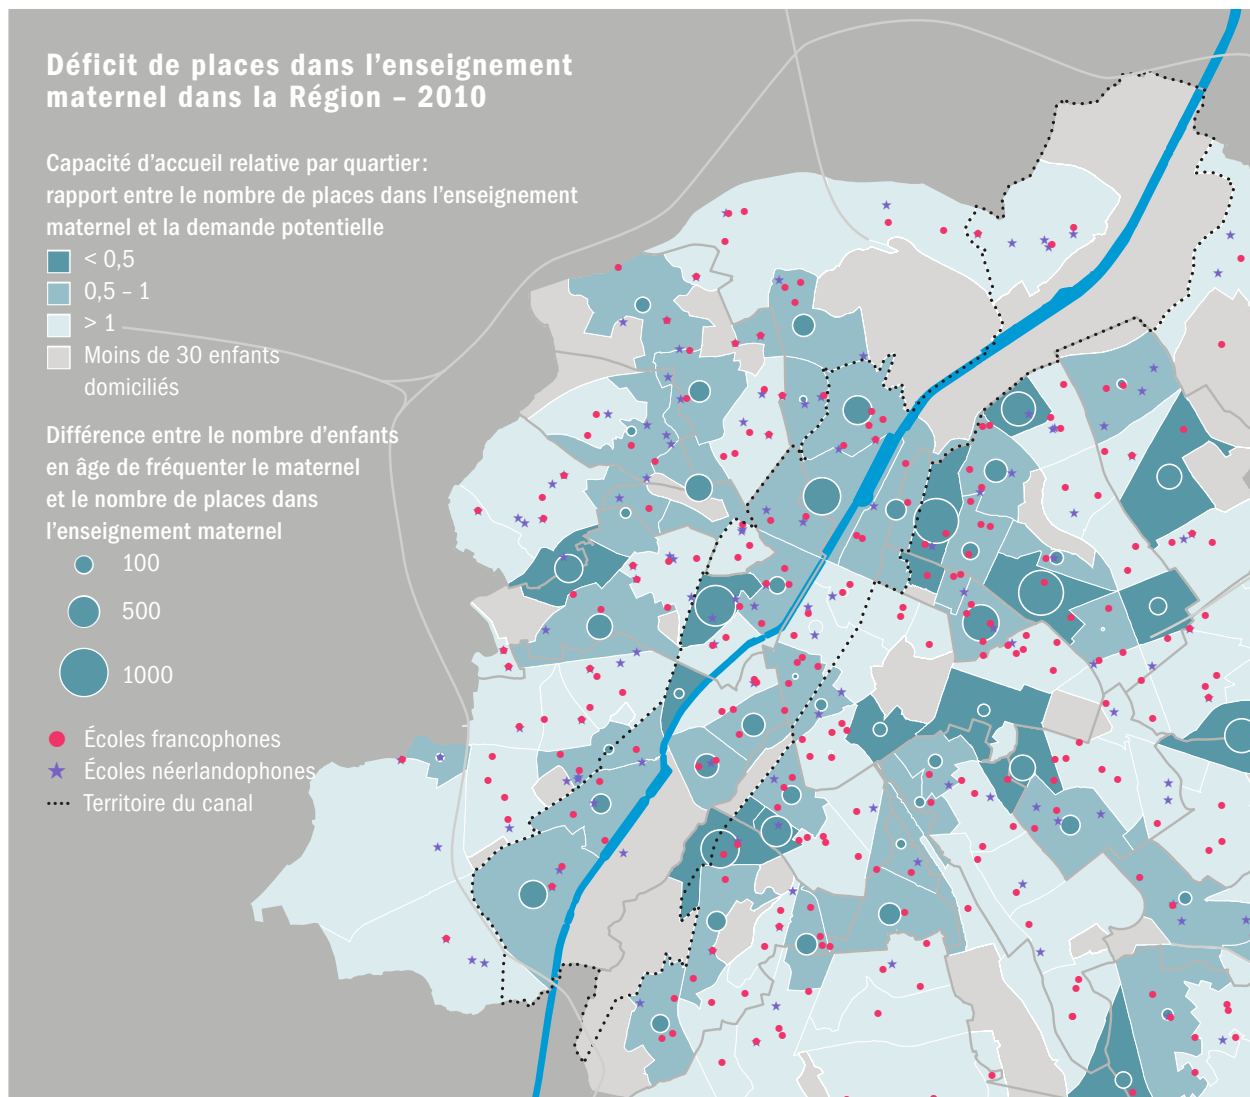 Déficit de places dans l’enseignement
maternel dans la Région – 2010
Capacité d’accueil relative par quartier :
rapport entre le nombre de places dans l’enseignement
maternel et la demande potentielle
< 0,5
0,5 – 1
> 1
Moins de 30 enfants
domiciliés
Différence entre le nombre d’enfants
en âge de fréquenter le maternel
et le nombre de places dans
l’enseignement maternel
100
500
1000
Écoles francophones
Écoles néerlandophones
Territoire du canal